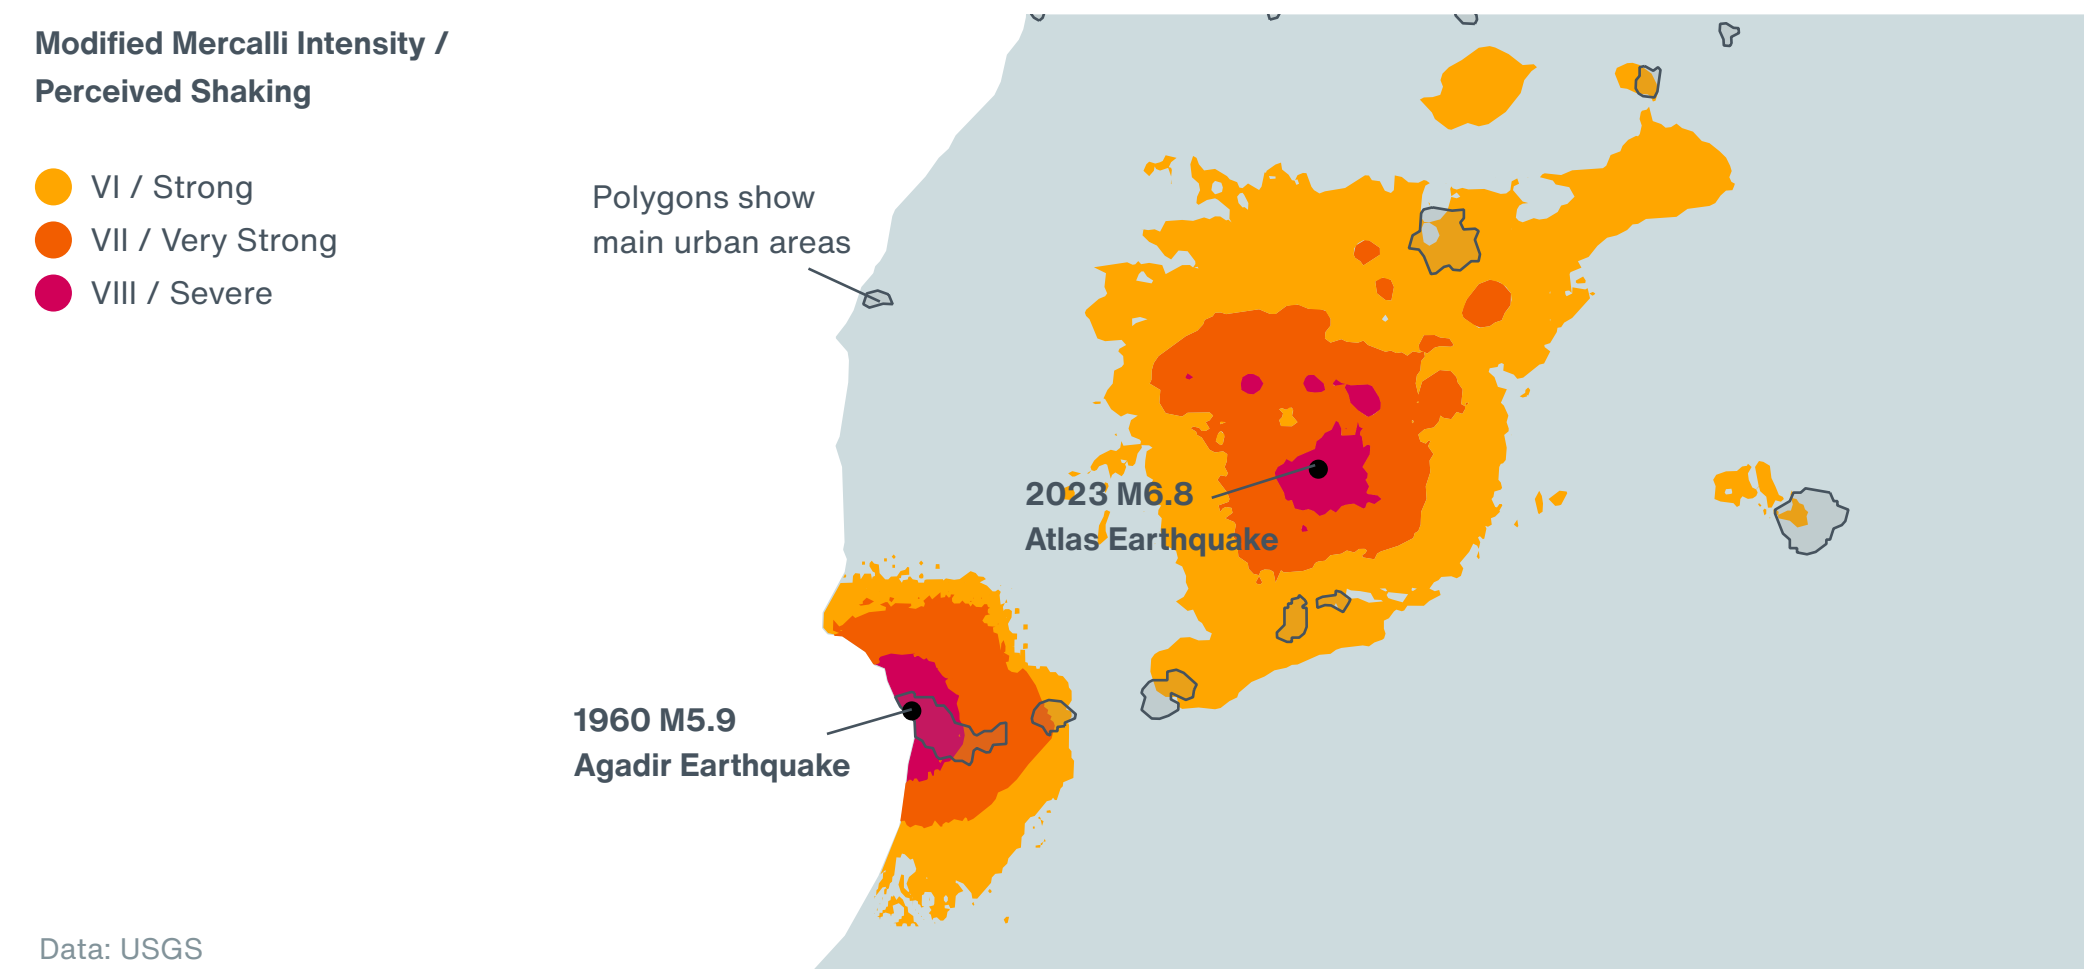 Modified Mercalli Intensity /
Perceived Shaking
VI / Strong
VII / Very Strong
VIII / Severe
Polygons show
main urban areas
2023 M6.8
Atlas Earthquake
1960 M5.9
Agadir Earthquake
Data: USGS